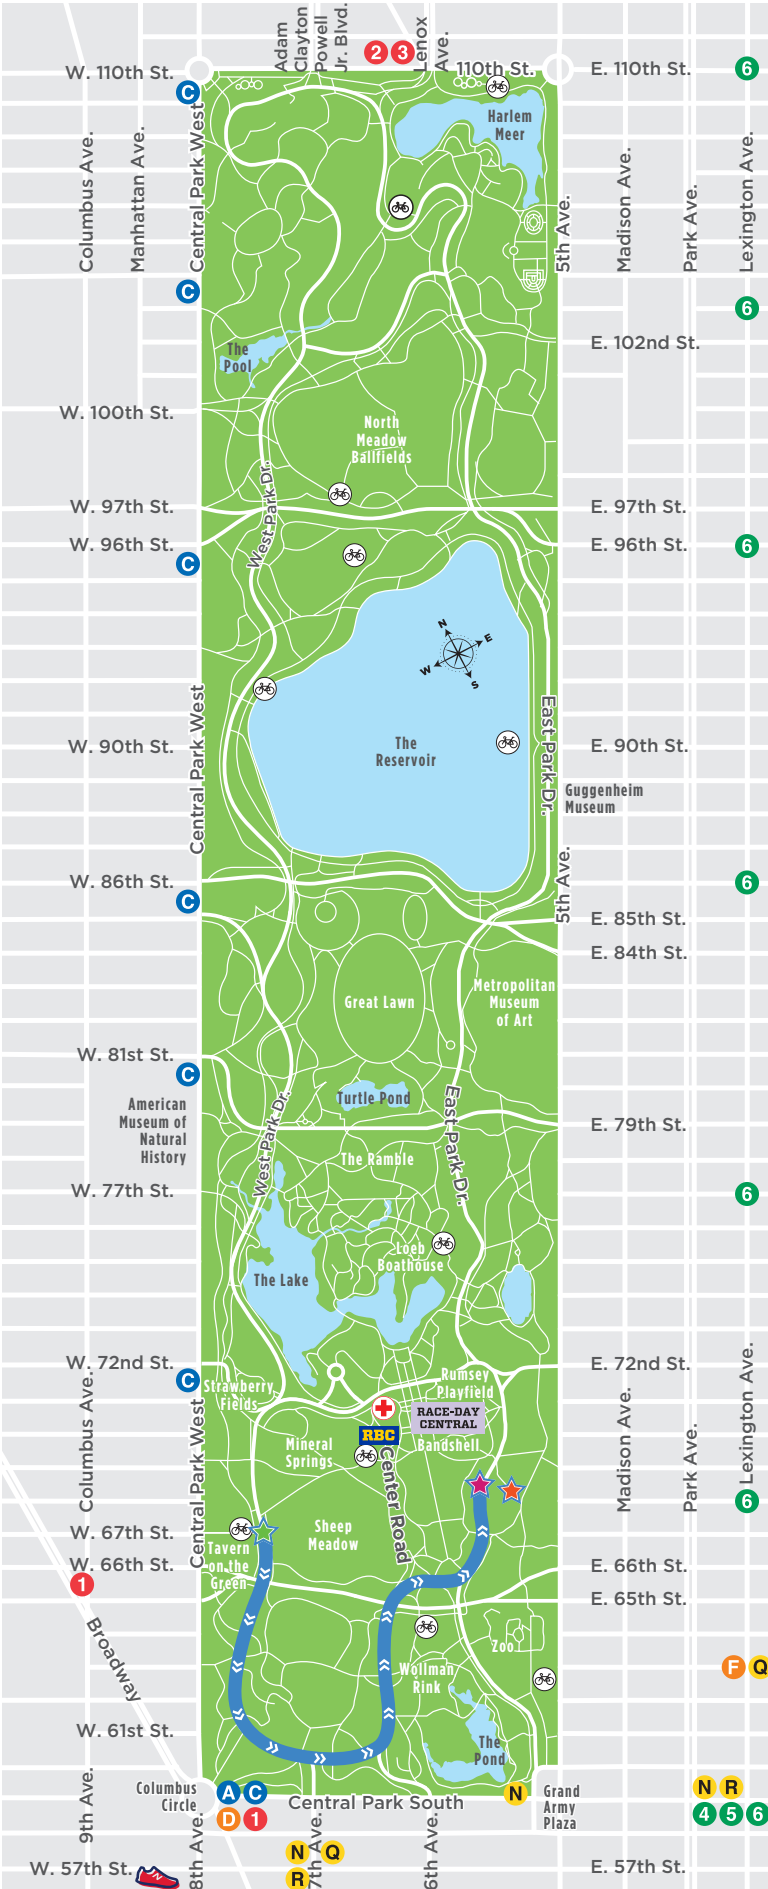 Adam
Clayton
Powell
Jr. Blvd.
2
3
Lenox
Ave.
W. 110th St.
110th St.
E. 110th St.
6
C
Harlem
Meer
Columbus Ave.
Manhattan Ave.
Central Park West
5th Ave.
Madison Ave.
Park Ave.
Lexington Ave.
C
6
E. 102nd St.
The
Pool
W. 100th St.
North
Meadow
Ballfields
West Park Dr.
W. 97th St.
E. 97th St.
W. 96th St.
E. 96th St.
6
C
N
E
W
S
Central Park West
W. 90th St.
The
Reservoir
East Park Dr.
E. 90th St.
Guggenheim
Museum
5th Ave.
W. 86th St.
6
C
E. 85th St.
E. 84th St.
Great Lawn
Metropolitan
Museum
of Art
W. 81st St.
C
American
Museum of
Natural
History
Turtle Pond
East Park Dr.
West Park Dr.
E. 79th St.
The Ramble
W. 77th St.
6
Loeb
Boathouse
The Lake
W. 72nd St.
E. 72nd St.
C
Strawberry
Fields
Rumsey
Playfield
RACE-DAY
CENTRAL
RBC
Bandshell
Mineral
Springs
Center Road
Columbus Ave.
Central Park West
Madison Ave.
Park Ave.
Lexington Ave.
6
W. 67th St.
Sheep
Meadow
Tavern
on the
Green
W. 66th St.
E. 66th St.
1
E. 65th St.
Broadway
Zoo
F
Q
Wollman
Rink
W. 61st St.
The
Pond
9th Ave.
Columbus
Circle
A
C
D
1
Central Park South
N
Grand
Army
Plaza
N
R
4
5
6
8th Ave.
N
Q
R
7th Ave.
6th Ave.
W. 57th St.
N
E. 57th St.